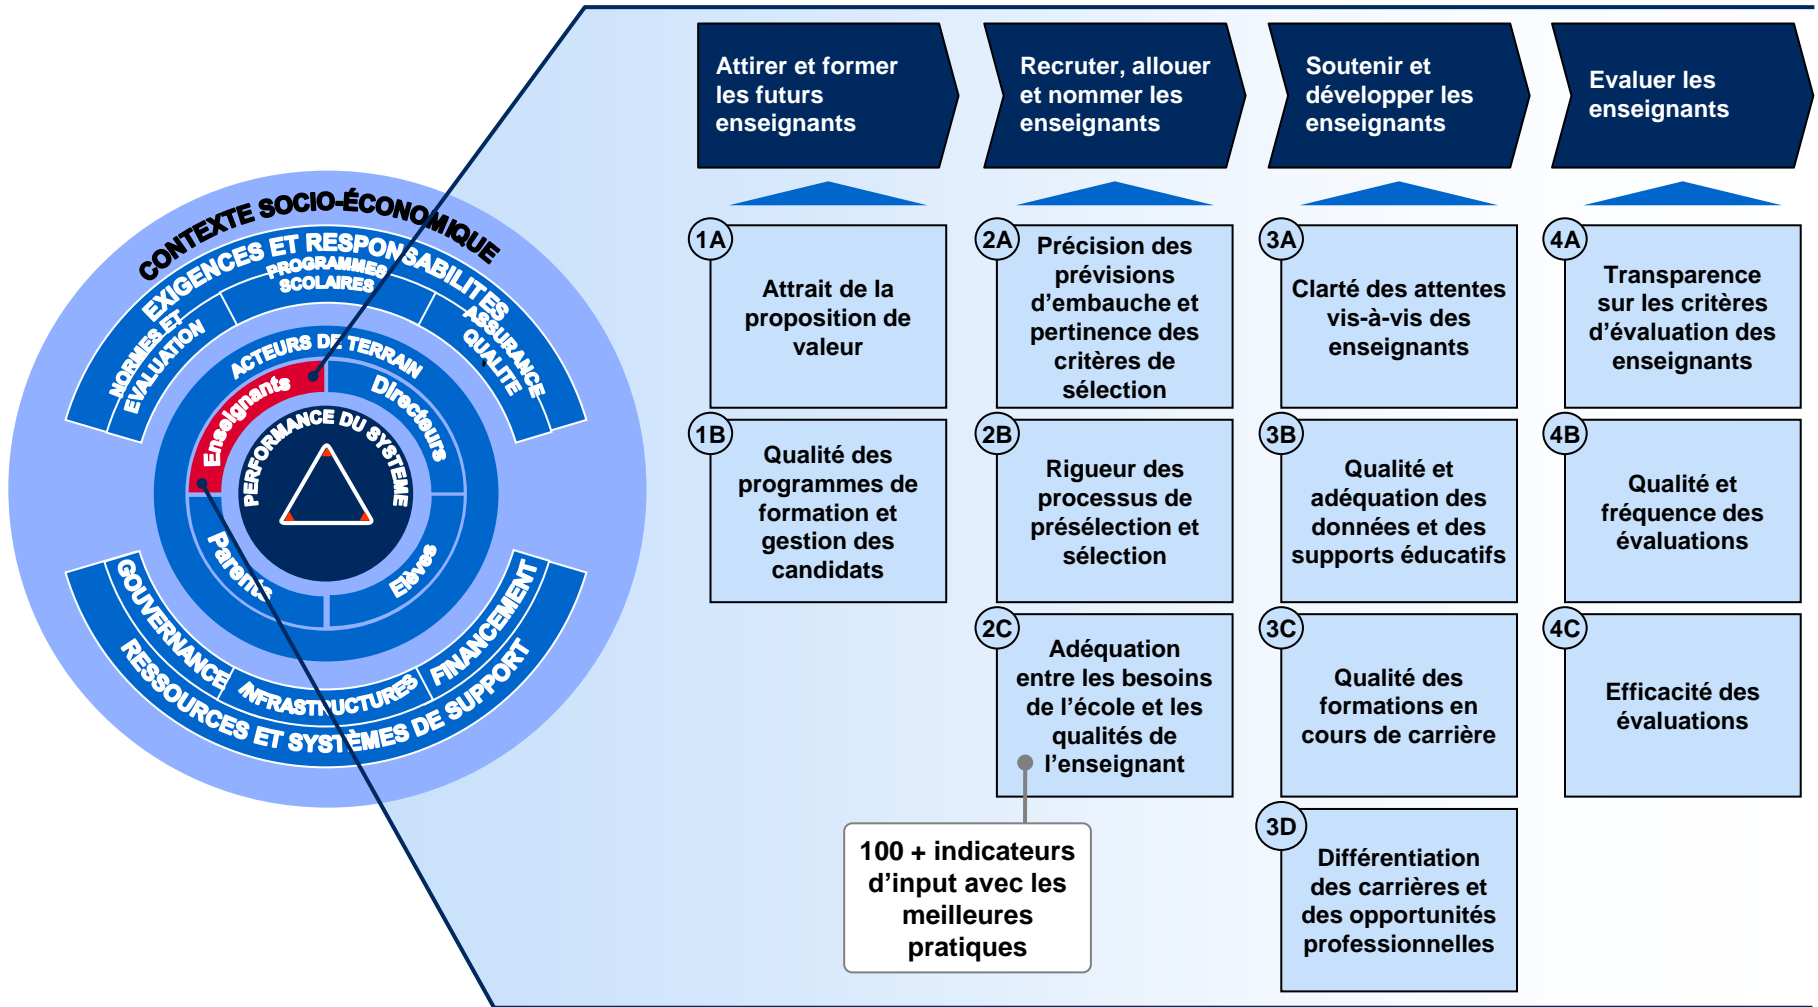 CONTEXTE SOCIO-ÉCONOMIQUE
EXIGENCES ET RESPONSABILITES
NORMES ET
EVALUATION
PROGRAMMES
SCOLAIRES
ASSURANCE
QUALITE
ACTEURS DE TERRAIN
Enseignants
Directeurs
PERFORMANCE DU SYSTEME
Parents
Elèves
GOUVERNANCE
INFRASTRUCTURES
FINANCEMENT
RESSOURCES ET SYSTÈMES DE SUPPORT
Attirer et former
les futurs
enseignants
1A
Attrait de la
proposition de
valeur
1B
Qualité des
programmes de
formation et
gestion des
candidats
Recruter, allouer
et nommer les
enseignants
2A
Précision des
prévisions
d’embauche et
pertinence des
critères de
sélection
2B
Rigueur des
processus de
présélection et
sélection
2C
Adéquation
entre les besoins
de l’école et les
qualités de
l’enseignant
100 + indicateurs
d’input avec les
meilleures
pratiques
Soutenir et
développer les
enseignants
3A
Clarté des attentes
vis-à-vis des
enseignants
3B
Qualité et
adéquation des
données et des
supports éducatifs
3C
Qualité des
formations en
cours de carrière
3D
Différentiation
des carrières et
des opportunités
professionnelles
Evaluer les
enseignants
4A
Transparence
sur les critères
d’évaluation des
enseignants
4B
Qualité et
fréquence des
évaluations
4C
Efficacité des
évaluations